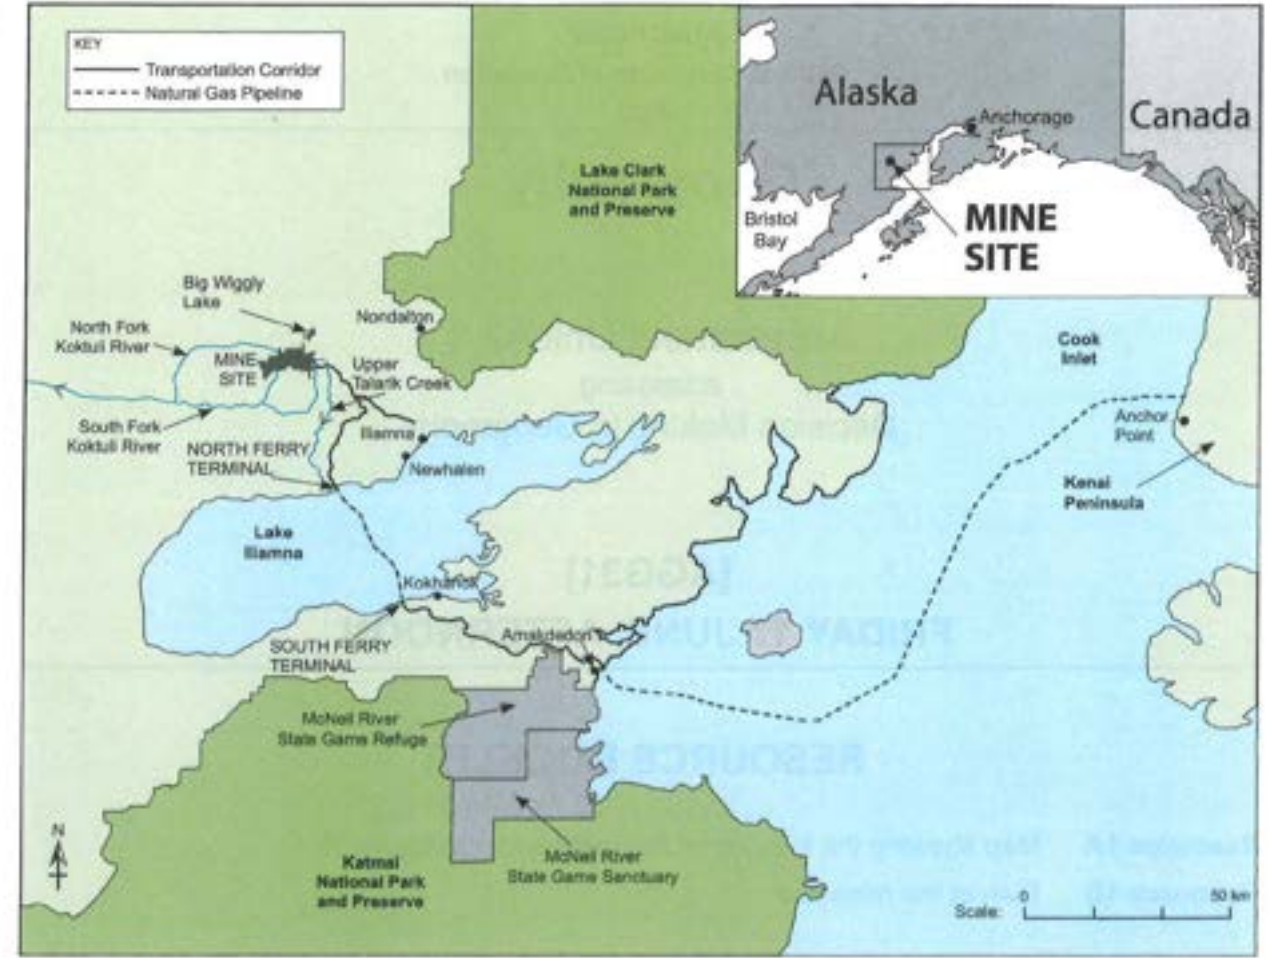 KEY
Transportation Corridor
Natural Gas Pipeline
Alaska
Anchorage
Canada
Bristol
Bay
MINE
SITE
Lake Clark
National Park
and Preserve
Big Wiggly
Lake
Nondalton
North Fork
Koktuli River
MINE
SITE
Upper
Talarik Creek
Cook
Inlet
South Fork
Koktuli River
Iliamna
Anchor
Point
NORTH FERRY
TERMINAL
Newhalen
Kenai
Peninsula
Lake
Iliamna
Kokhanok
SOUTH FERRY
TERMINAL
Amakdedori
McNeil River
State Game Refuge
N
Katmai
National Park
and Preserve
McNeil River
State Game Sanctuary
Scale:
0
50 km